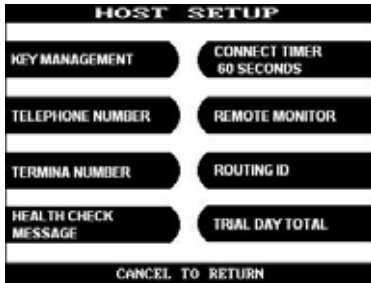 HOST SETUP
KEY MANAGEMENT
CONNECT TIMER
60 SECONDS
TELEPHONE NUMBER
REMOTE MONITOR
TERMINA NUMBER
ROUTING ID
HEALTH CHECK
MESSAGE
TRIAL DAY TOTAL
CANCEL TO RETURN